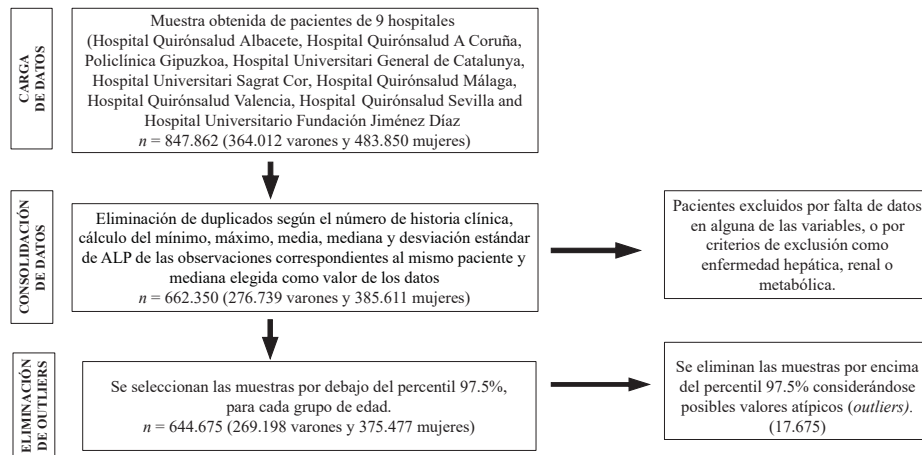 CARGA
DE DATOS
Muestra obtenida de pacientes de 9 hospitales
(Hospital Quirónsalud Albacete, Hospital Quirónsalud A Coruña,
Policlínica Gipuzkoa, Hospital Universitari General de Catalunya,
Hospital Universitari Sagrat Cor, Hospital Quirónsalud Málaga,
Hospital Quirónsalud Valencia, Hospital Quirónsalud Sevilla and
Hospital Universitario Fundación Jiménez Díaz
n = 847.862 (364.012 varones y 483.850 mujeres)
CONSOLIDACIÓN
DE DATOS
Eliminación de duplicados según el número de historia clínica,
cálculo del mínimo, máximo, media, mediana y desviación estándar
de ALP de las observaciones correspondientes al mismo paciente y
mediana elegida como valor de los datos
n = 662.350 (276.739 varones y 385.611 mujeres)
Pacientes excluidos por falta de datos
en alguna de las variables, o por
criterios de exclusión como
enfermedad hepática, renal o
metabólica.
ELIMINACIÓN
DE OUTLIERS
Se seleccionan las muestras por debajo del percentil 97.5%,
para cada grupo de edad.
n = 644.675 (269.198 varones y 375.477 mujeres)
Se eliminan las muestras por encima
del percentil 97.5% considerándose
posibles valores atípicos (outliers).
(17.675)